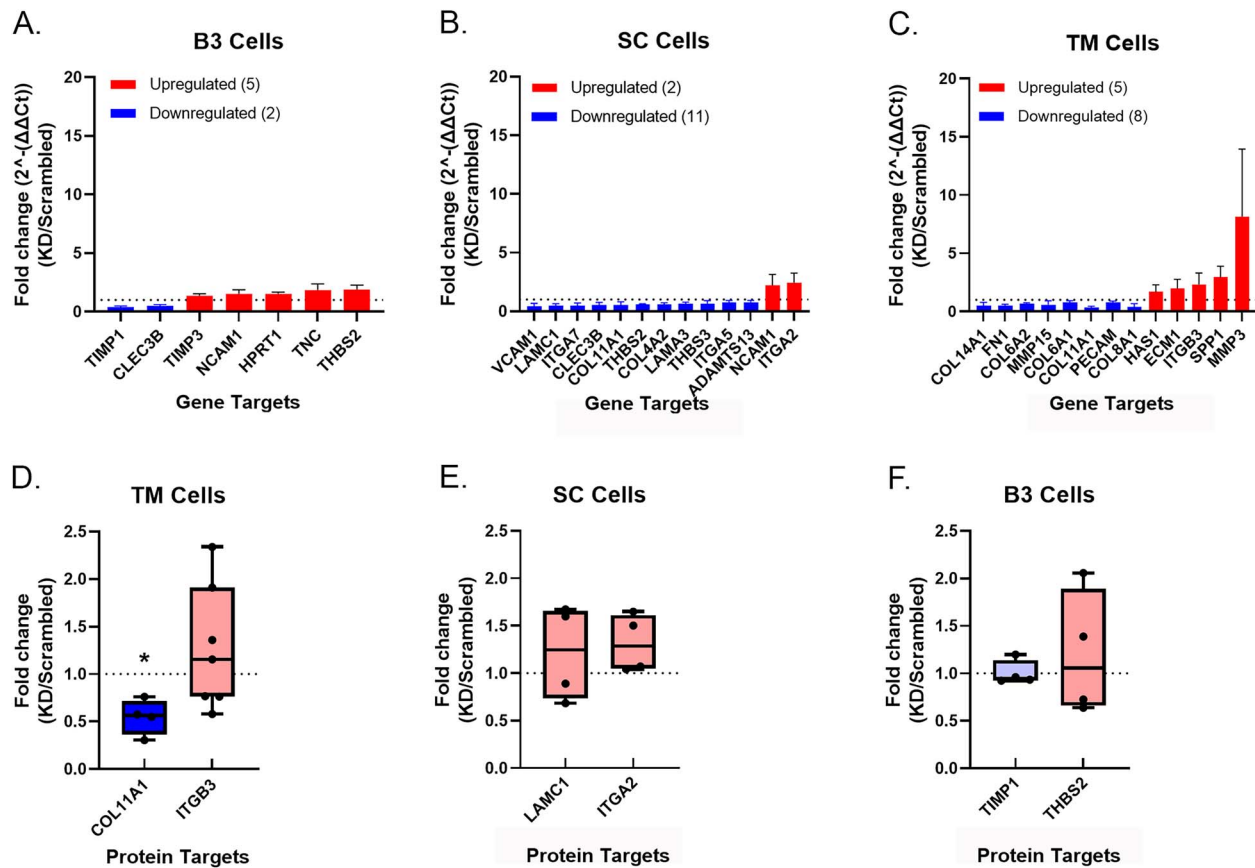 A.
B3 Cells
Fold change (2^-(ΔΔCt))
(KD/Scrambled)
20
15
10
5
0
Upregulated (5)
Downregulated (2)
TIMP1
CLEC3B
TIMP3
NCAM1
HPRT1
TNC
THBS2
Gene Targets
B.
SC Cells
Fold change (2^-(ΔΔCt))
(KD/Scrambled)
20
15
10
5
0
Upregulated (2)
Downregulated (11)
VCAM1
LAMC1
ITGA7
CLEC3B
COL11A1
THBS2
COL4A2
LAMA3
THBS3
ITGA5
ADAMTS13
NCAM1
ITGA2
Gene Targets
C.
TM Cells
Fold change (2^-(ΔΔCt))
(KD/Scrambled)
20
15
10
5
0
Upregulated (5)
Downregulated (8)
COL14A1
FN1
COL6A2
MMP15
COL6A1
COL11A1
PECAM
COL8A1
HAS1
ECM1
ITGB3
SPP1
MMP3
Gene Targets
D.
TM Cells
Fold change
(KD/Scrambled)
2.5
2.0
1.5
1.0
0.5
0.0
*
COL11A1
ITGB3
Protein Targets
E.
SC Cells
Fold change
(KD/Scrambled)
2.5
2.0
1.5
1.0
0.5
0.0
LAMC1
ITGA2
Protein Targets
F.
B3 Cells
Fold change
(KD/Scrambled)
2.5
2.0
1.5
1.0
0.5
0.0
TIMP1
THBS2
Protein Targets